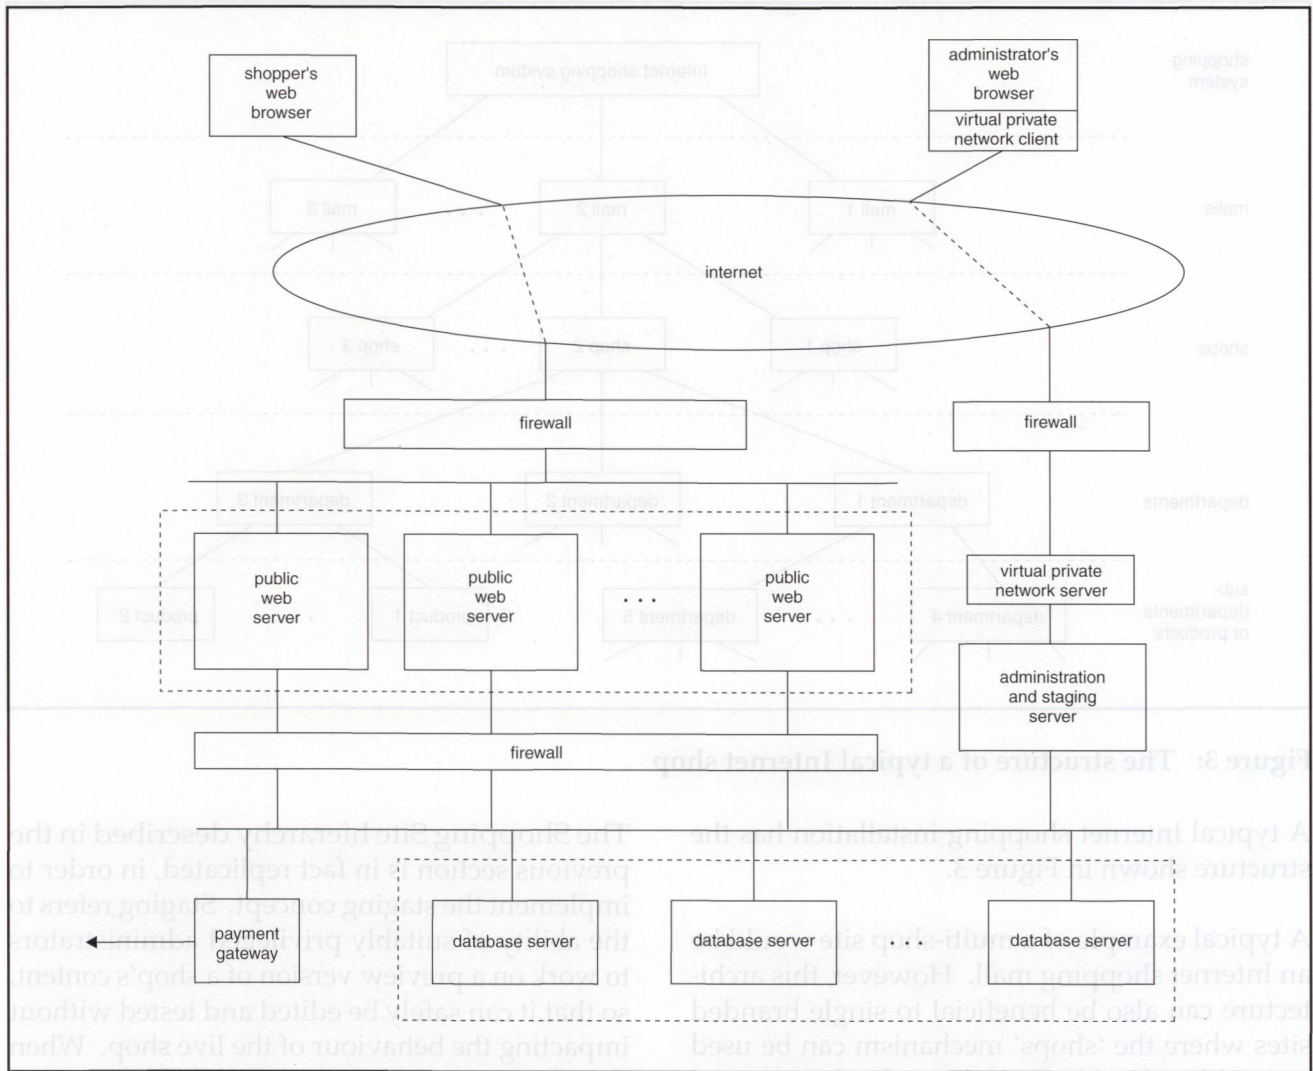 shopper's
web
browser
administrator's
web
browser
virtual private
network client
internet
firewall
firewall
public
web
server
public
web
server
. . .
public
web
server
virtual private
network server
administration
and staging
server
firewall
payment
gateway
database server
database server
. . .
database server